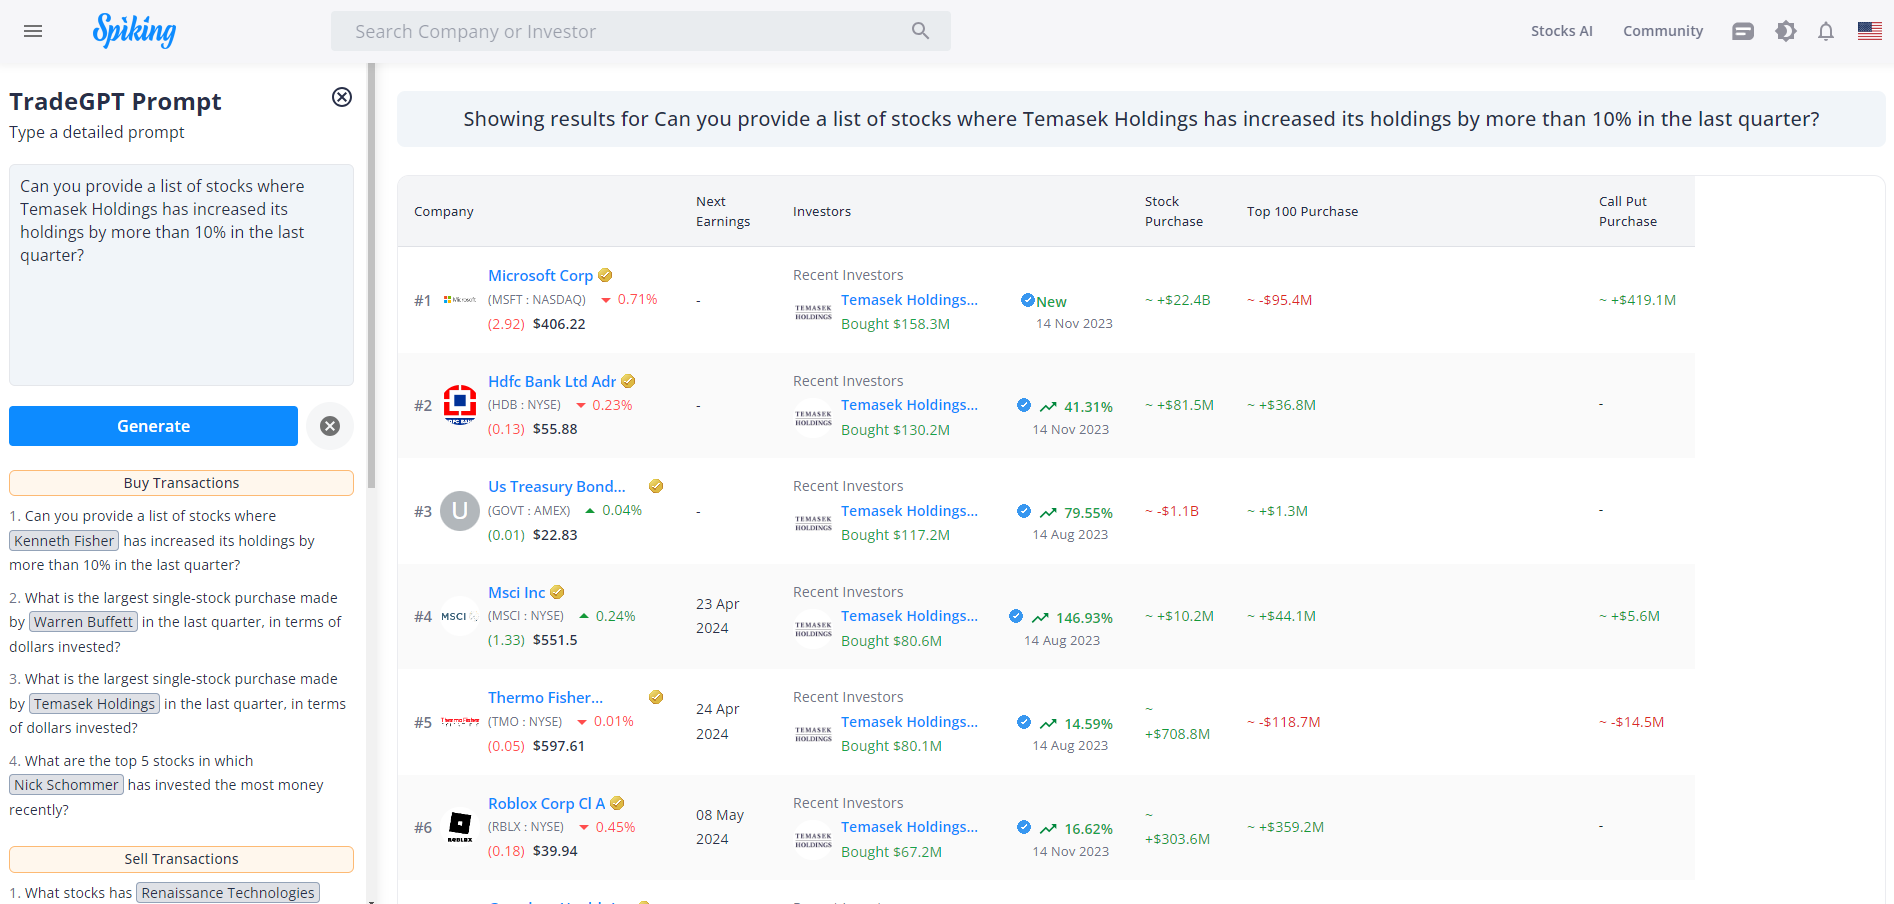 Spiking
Search Company or Investor
Stocks AI
Community
TradeGPT Prompt
Type a detailed prompt
Can you provide a list of stocks where
Temasek Holdings has increased its
holdings by more than 10% in the last
quarter?
Generate
Buy Transactions
1. Can you provide a list of stocks where
Kenneth Fisher has increased its holdings by
more than 10% in the last quarter?
2. What is the largest single-stock purchase made
by Warren Buffett in the last quarter, in terms of
dollars invested?
3. What is the largest single-stock purchase made
by Temasek Holdings in the last quarter, in terms
of dollars invested?
4. What are the top 5 stocks in which
Nick Schommer has invested the most money
recently?
Sell Transactions
1. What stocks has Renaissance Technologies
Showing results for Can you provide a list of stocks where Temasek Holdings has increased its holdings by more than 10% in the last quarter?
Company
Next
Earnings
Investors
Stock
Purchase
Top 100 Purchase
Call Put
Purchase
#1
Microsoft
Microsoft Corp
(MSFT : NASDAQ) 0.71%
(2.92) $406.22
-
Recent Investors
TEMASEK
HOLDINGS
Temasek Holdings...
Bought $158.3M
New
14 Nov 2023
~ +$22.4B
~ -$95.4M
~ +$419.1M
#2
Hdfc Bank Ltd Adr
(HDB : NYSE) 0.23%
(0.13) $55.88
-
Recent Investors
TEMASEK
HOLDINGS
Temasek Holdings...
Bought $130.2M
41.31%
14 Nov 2023
~ +$81.5M
~ +$36.8M
-
#3
U
Us Treasury Bond...
(GOVT : AMEX) 0.04%
(0.01) $22.83
-
Recent Investors
TEMASEK
HOLDINGS
Temasek Holdings...
Bought $117.2M
79.55%
14 Aug 2023
~ -$1.1B
~ +$1.3M
-
#4
MSCI
Msci Inc
(MSCI : NYSE) 0.24%
(1.33) $551.5
23 Apr
2024
Recent Investors
TEMASEK
HOLDINGS
Temasek Holdings...
Bought $80.6M
146.93%
14 Aug 2023
~ +$10.2M
~ +$44.1M
~ +$5.6M
#5
Thermo Fisher...
(TMO : NYSE) 0.01%
(0.05) $597.61
24 Apr
2024
Recent Investors
TEMASEK
HOLDINGS
Temasek Holdings...
Bought $80.1M
14.59%
14 Aug 2023
~
+$708.8M
~ -$118.7M
~ -$14.5M
#6
ROBLOX
Roblox Corp Cl A
(RBLX : NYSE) 0.45%
(0.18) $39.94
08 May
2024
Recent Investors
TEMASEK
HOLDINGS
Temasek Holdings...
Bought $67.2M
16.62%
14 Nov 2023
~
+$303.6M
~ +$359.2M
-